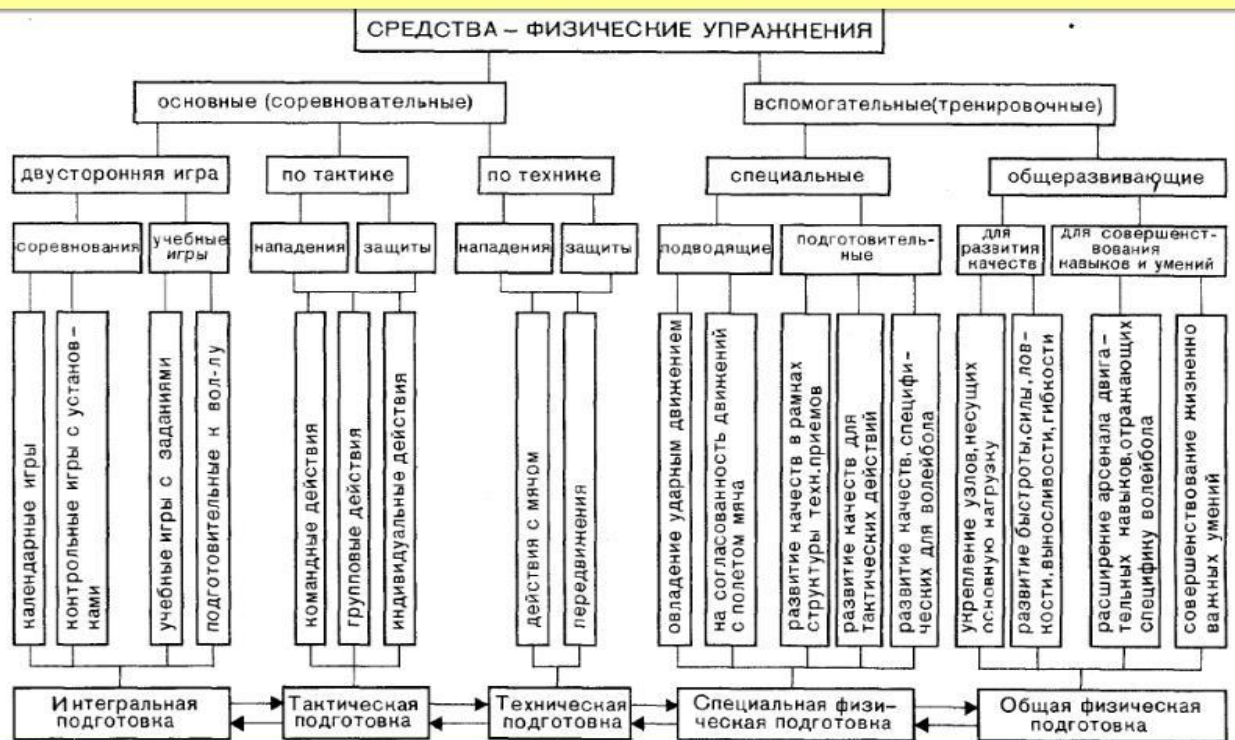 СРЕДСТВА – ФИЗИЧЕСКИЕ УПРАЖНЕНИЯ
основные (соревновательные)
вспомогательные(тренировочные)
двусторонняя игра
по тактике
по технике
специальные
общеразвивающие
соревнования
учебные
игры
нападения
защиты
нападения
защиты
подводящие
подготовитель-
ные
для
развития
качеств
для совершенст-
вования
навыков и умений
календарные игры
контрольные игры с установ-
ками
учебные игры с заданиями
подготовительные к вол-лу
командные действия
групповые действия
индивидуальные действия
действия с мячом
передвижения
овладение ударным движением
на согласованность движений
с полетом мяча
развитие качеств в рамках
структуры техн.приемов
развитие качеств для
тактических действий
развитие качеств, специфи-
ческих для волейбола
укрепление узлов,несущих
основную нагрузку
развитие быстроты,силы,лов-
кости,выносливости,гибкости
расширение арсенала двига-
тельных навыков,отражающих
специфику волейбола
совершенствование жизненно
важных умений
Интегральная
подготовка
Тактическая
подготовка
Техническая
подготовка
Специальная физи-
ческая подготовка
Общая физическая
подготовка